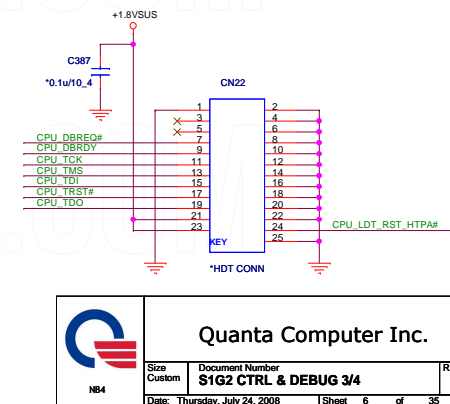 +1.8VSUS
C387
*0.1u/10_4
CN22
1 2
3 4
5 6
CPU_DBREQ# 7 8
CPU_DBRDY 9 10
CPU_TCK 11 12
CPU_TMS 13 14
CPU_TDI 15 16
CPU_TRST# 17 18
CPU_TDO 19 20
21 22
23 24 CPU_LDT_RST_HTPA#
KEY 25
*HDT CONN
Quanta Computer Inc.
NB4
Size Document Number R
Custom S1G2 CTRL & DEBUG 3/4
Date: Thursday, July 24, 2008 Sheet 6 of 35